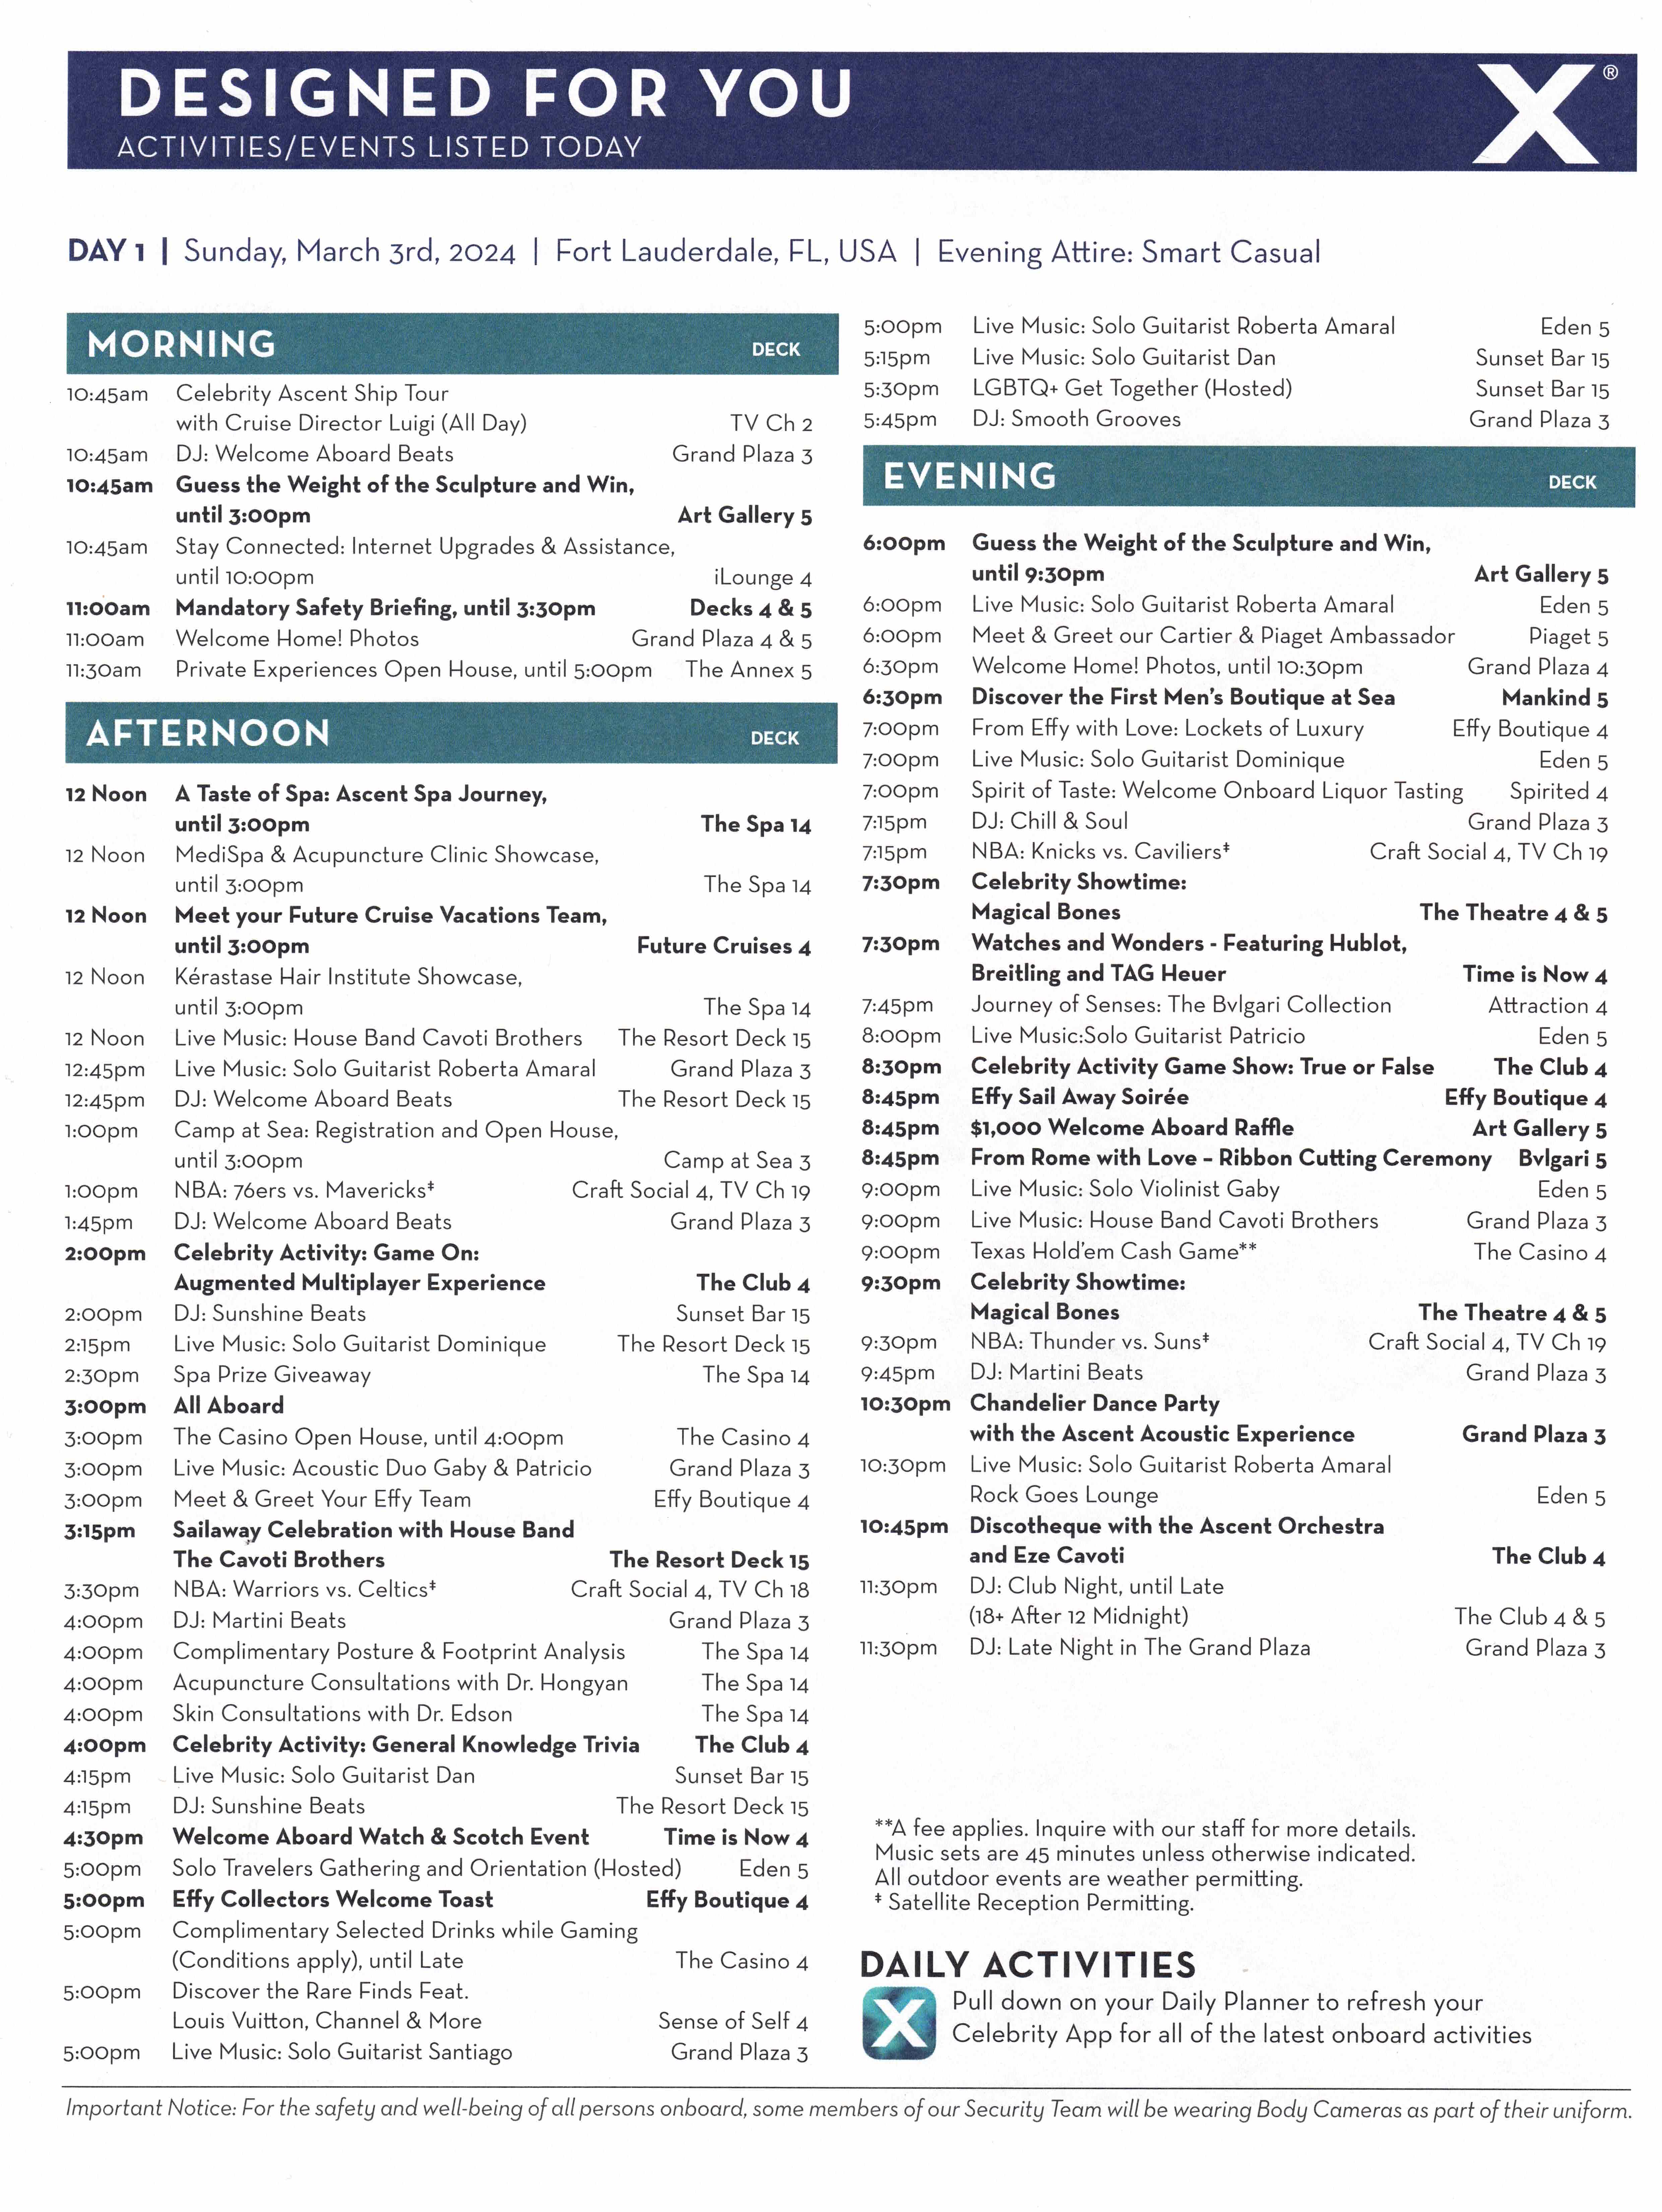 DESIGNED FOR YOU
ACTIVITIES/EVENTS LISTED TODAY
X®
DAY 1 | Sunday, March 3rd, 2024 | Fort Lauderdale, FL, USA | Evening Attire: Smart Casual
MORNING DECK
10:45am Celebrity Ascent Ship Tour
with Cruise Director Luigi (All Day) TV Ch 2
10:45am DJ: Welcome Aboard Beats Grand Plaza 3
10:45am Guess the Weight of the Sculpture and Win,
until 3:00pm Art Gallery 5
10:45am Stay Connected: Internet Upgrades & Assistance,
until 10:00pm iLounge 4
11:00am Mandatory Safety Briefing, until 3:30pm Decks 4 & 5
11:00am Welcome Home! Photos Grand Plaza 4 & 5
11:30am Private Experiences Open House, until 5:00pm The Annex 5
AFTERNOON DECK
12 Noon A Taste of Spa: Ascent Spa Journey,
until 3:00pm The Spa 14
12 Noon MediSpa & Acupuncture Clinic Showcase,
until 3:00pm The Spa 14
12 Noon Meet your Future Cruise Vacations Team,
until 3:00pm Future Cruises 4
12 Noon Kérastase Hair Institute Showcase,
until 3:00pm The Spa 14
12 Noon Live Music: House Band Cavoti Brothers The Resort Deck 15
12:45pm Live Music: Solo Guitarist Roberta Amaral Grand Plaza 3
12:45pm DJ: Welcome Aboard Beats The Resort Deck 15
1:00pm Camp at Sea: Registration and Open House,
until 3:00pm Camp at Sea 3
1:00pm NBA: 76ers vs. Mavericks‡ Craft Social 4, TV Ch 19
1:45pm DJ: Welcome Aboard Beats Grand Plaza 3
2:00pm Celebrity Activity: Game On:
Augmented Multiplayer Experience The Club 4
2:00pm DJ: Sunshine Beats Sunset Bar 15
2:15pm Live Music: Solo Guitarist Dominique The Resort Deck 15
2:30pm Spa Prize Giveaway The Spa 14
3:00pm All Aboard
3:00pm The Casino Open House, until 4:00pm The Casino 4
3:00pm Live Music: Acoustic Duo Gaby & Patricio Grand Plaza 3
3:00pm Meet & Greet Your Effy Team Effy Boutique 4
3:15pm Sailaway Celebration with House Band
The Cavoti Brothers The Resort Deck 15
3:30pm NBA: Warriors vs. Celtics‡ Craft Social 4, TV Ch 18
4:00pm DJ: Martini Beats Grand Plaza 3
4:00pm Complimentary Posture & Footprint Analysis The Spa 14
4:00pm Acupuncture Consultations with Dr. Hongyan The Spa 14
4:00pm Skin Consultations with Dr. Edson The Spa 14
4:00pm Celebrity Activity: General Knowledge Trivia The Club 4
4:15pm Live Music: Solo Guitarist Dan Sunset Bar 15
4:15pm DJ: Sunshine Beats The Resort Deck 15
4:30pm Welcome Aboard Watch & Scotch Event Time is Now 4
5:00pm Solo Travelers Gathering and Orientation (Hosted) Eden 5
5:00pm Effy Collectors Welcome Toast Effy Boutique 4
5:00pm Complimentary Selected Drinks while Gaming
(Conditions apply), until Late The Casino 4
5:00pm Discover the Rare Finds Feat.
Louis Vuitton, Channel & More Sense of Self 4
5:00pm Live Music: Solo Guitarist Santiago Grand Plaza 3
5:00pm Live Music: Solo Guitarist Roberta Amaral Eden 5
5:15pm Live Music: Solo Guitarist Dan Sunset Bar 15
5:30pm LGBTQ+ Get Together (Hosted) Sunset Bar 15
5:45pm DJ: Smooth Grooves Grand Plaza 3
EVENING DECK
6:00pm Guess the Weight of the Sculpture and Win,
until 9:30pm Art Gallery 5
6:00pm Live Music: Solo Guitarist Roberta Amaral Eden 5
6:00pm Meet & Greet our Cartier & Piaget Ambassador Piaget 5
6:30pm Welcome Home! Photos, until 10:30pm Grand Plaza 4
6:30pm Discover the First Men's Boutique at Sea Mankind 5
7:00pm From Effy with Love: Lockets of Luxury Effy Boutique 4
7:00pm Live Music: Solo Guitarist Dominique Eden 5
7:00pm Spirit of Taste: Welcome Onboard Liquor Tasting Spirited 4
7:15pm DJ: Chill & Soul Grand Plaza 3
7:15pm NBA: Knicks vs. Caviliers‡ Craft Social 4, TV Ch 19
7:30pm Celebrity Showtime:
Magical Bones The Theatre 4 & 5
7:30pm Watches and Wonders - Featuring Hublot,
Breitling and TAG Heuer Time is Now 4
7:45pm Journey of Senses: The Bvlgari Collection Attraction 4
8:00pm Live Music:Solo Guitarist Patricio Eden 5
8:30pm Celebrity Activity Game Show: True or False The Club 4
8:45pm Effy Sail Away Soirée Effy Boutique 4
8:45pm $1,000 Welcome Aboard Raffle Art Gallery 5
8:45pm From Rome with Love – Ribbon Cutting Ceremony Bvlgari 5
9:00pm Live Music: Solo Violinist Gaby Eden 5
9:00pm Live Music: House Band Cavoti Brothers Grand Plaza 3
9:00pm Texas Hold'em Cash Game** The Casino 4
9:30pm Celebrity Showtime:
Magical Bones The Theatre 4 & 5
9:30pm NBA: Thunder vs. Suns‡ Craft Social 4, TV Ch 19
9:45pm DJ: Martini Beats Grand Plaza 3
10:30pm Chandelier Dance Party
with the Ascent Acoustic Experience Grand Plaza 3
10:30pm Live Music: Solo Guitarist Roberta Amaral
Rock Goes Lounge Eden 5
10:45pm Discotheque with the Ascent Orchestra
and Eze Cavoti The Club 4
11:30pm DJ: Club Night, until Late
(18+ After 12 Midnight) The Club 4 & 5
11:30pm DJ: Late Night in The Grand Plaza Grand Plaza 3
**A fee applies. Inquire with our staff for more details.
Music sets are 45 minutes unless otherwise indicated.
All outdoor events are weather permitting.
‡ Satellite Reception Permitting.
DAILY ACTIVITIES
X
Pull down on your Daily Planner to refresh your
Celebrity App for all of the latest onboard activities
Important Notice: For the safety and well-being of all persons onboard, some members of our Security Team will be wearing Body Cameras as part of their uniform.